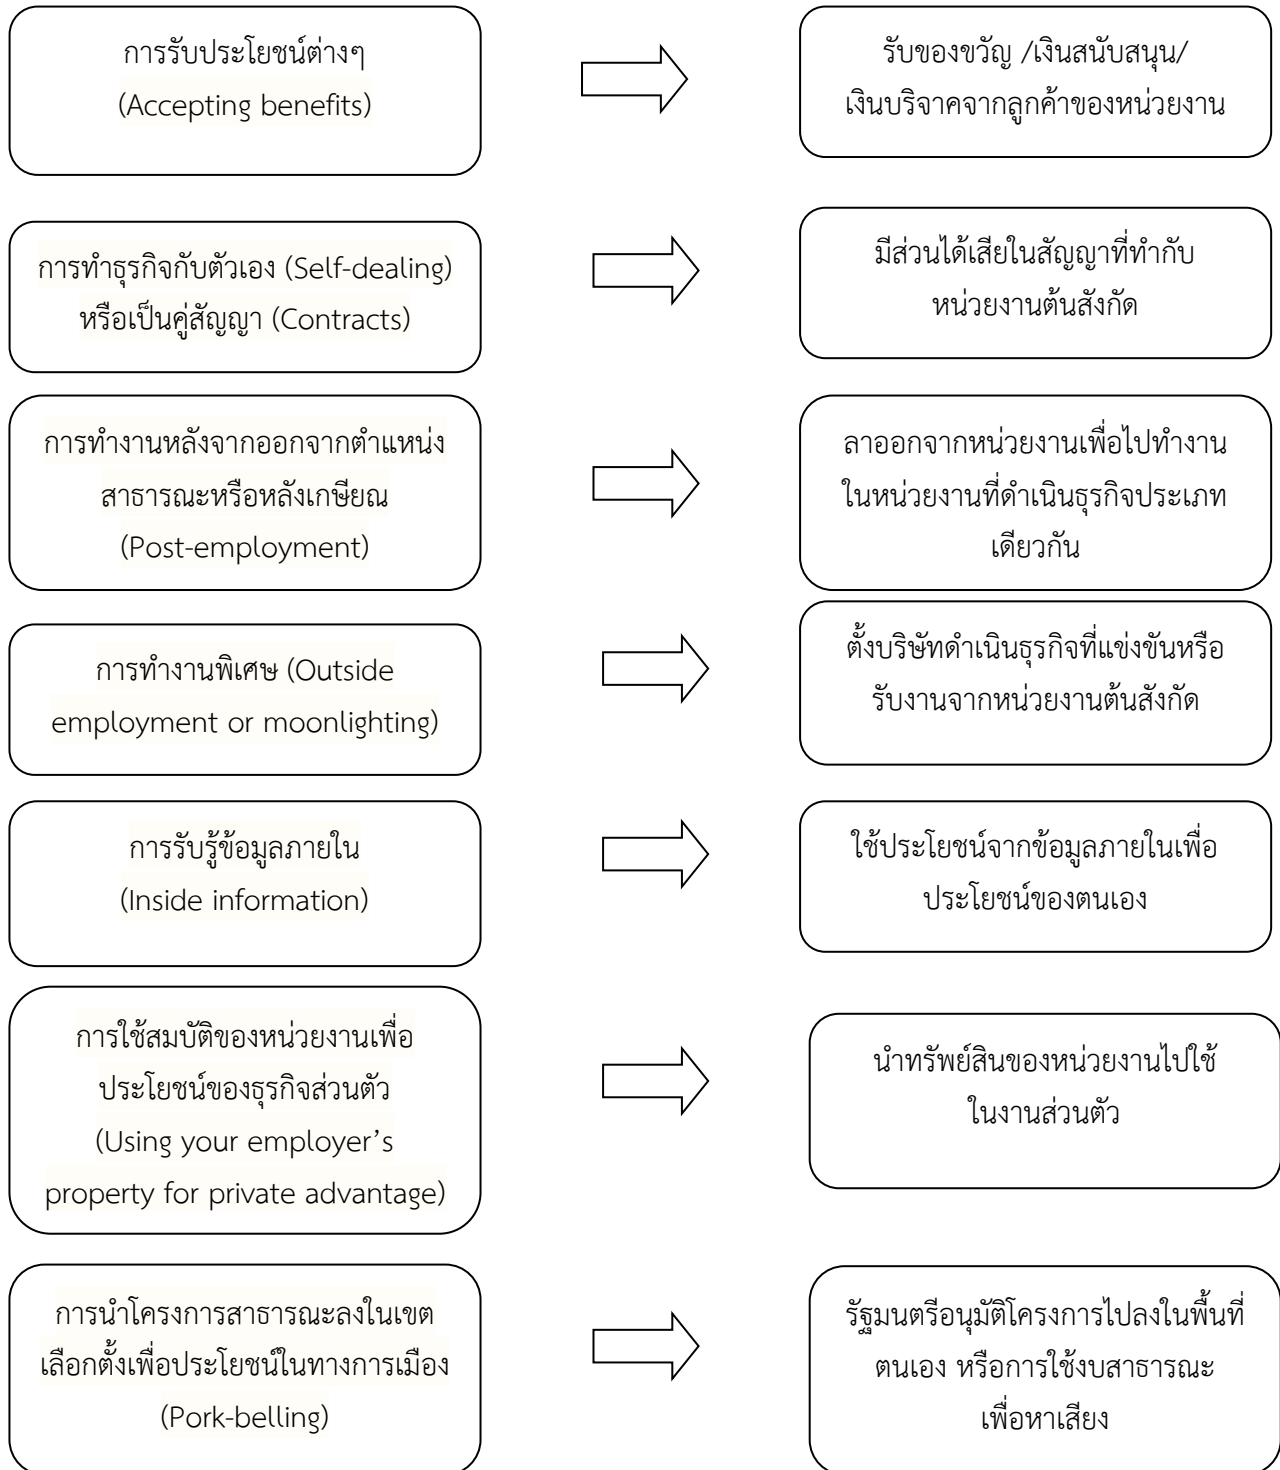 การรับประโยชน์ต่างๆ
(Accepting benefits)
รับของขวัญ /เงินสนับสนุน/
เงินบริจาคจากลูกค้าของหน่วยงาน
การทำธุรกิจกับตัวเอง (Self-dealing)
หรือเป็นคู่สัญญา (Contracts)
มีส่วนได้เสียในสัญญาที่ทำกับ
หน่วยงานต้นสังกัด
การทำงานหลังจากออกจากตำแหน่ง
สาธารณะหรือหลังเกษียณ
(Post-employment)
ลาออกจากหน่วยงานเพื่อไปทำงาน
ในหน่วยงานที่ดำเนินธุรกิจประเภท
เดียวกัน
การทำงานพิเศษ (Outside
employment or moonlighting)
ตั้งบริษัทดำเนินธุรกิจที่แข่งขันหรือ
รับงานจากหน่วยงานต้นสังกัด
การรับรู้ข้อมูลภายใน
(Inside information)
ใช้ประโยชน์จากข้อมูลภายในเพื่อ
ประโยชน์ของตนเอง
การใช้สมบัติของหน่วยงานเพื่อ
ประโยชน์ของธุรกิจส่วนตัว
(Using your employer’s
property for private advantage)
นำทรัพย์สินของหน่วยงานไปใช้
ในงานส่วนตัว
การนำโครงการสาธารณะลงในเขต
เลือกตั้งเพื่อประโยชน์ในทางการเมือง
(Pork-belling)
รัฐมนตรีอนุมัติโครงการไปลงในพื้นที่
ตนเอง หรือการใช้งบสาธารณะ
เพื่อหาเสียง